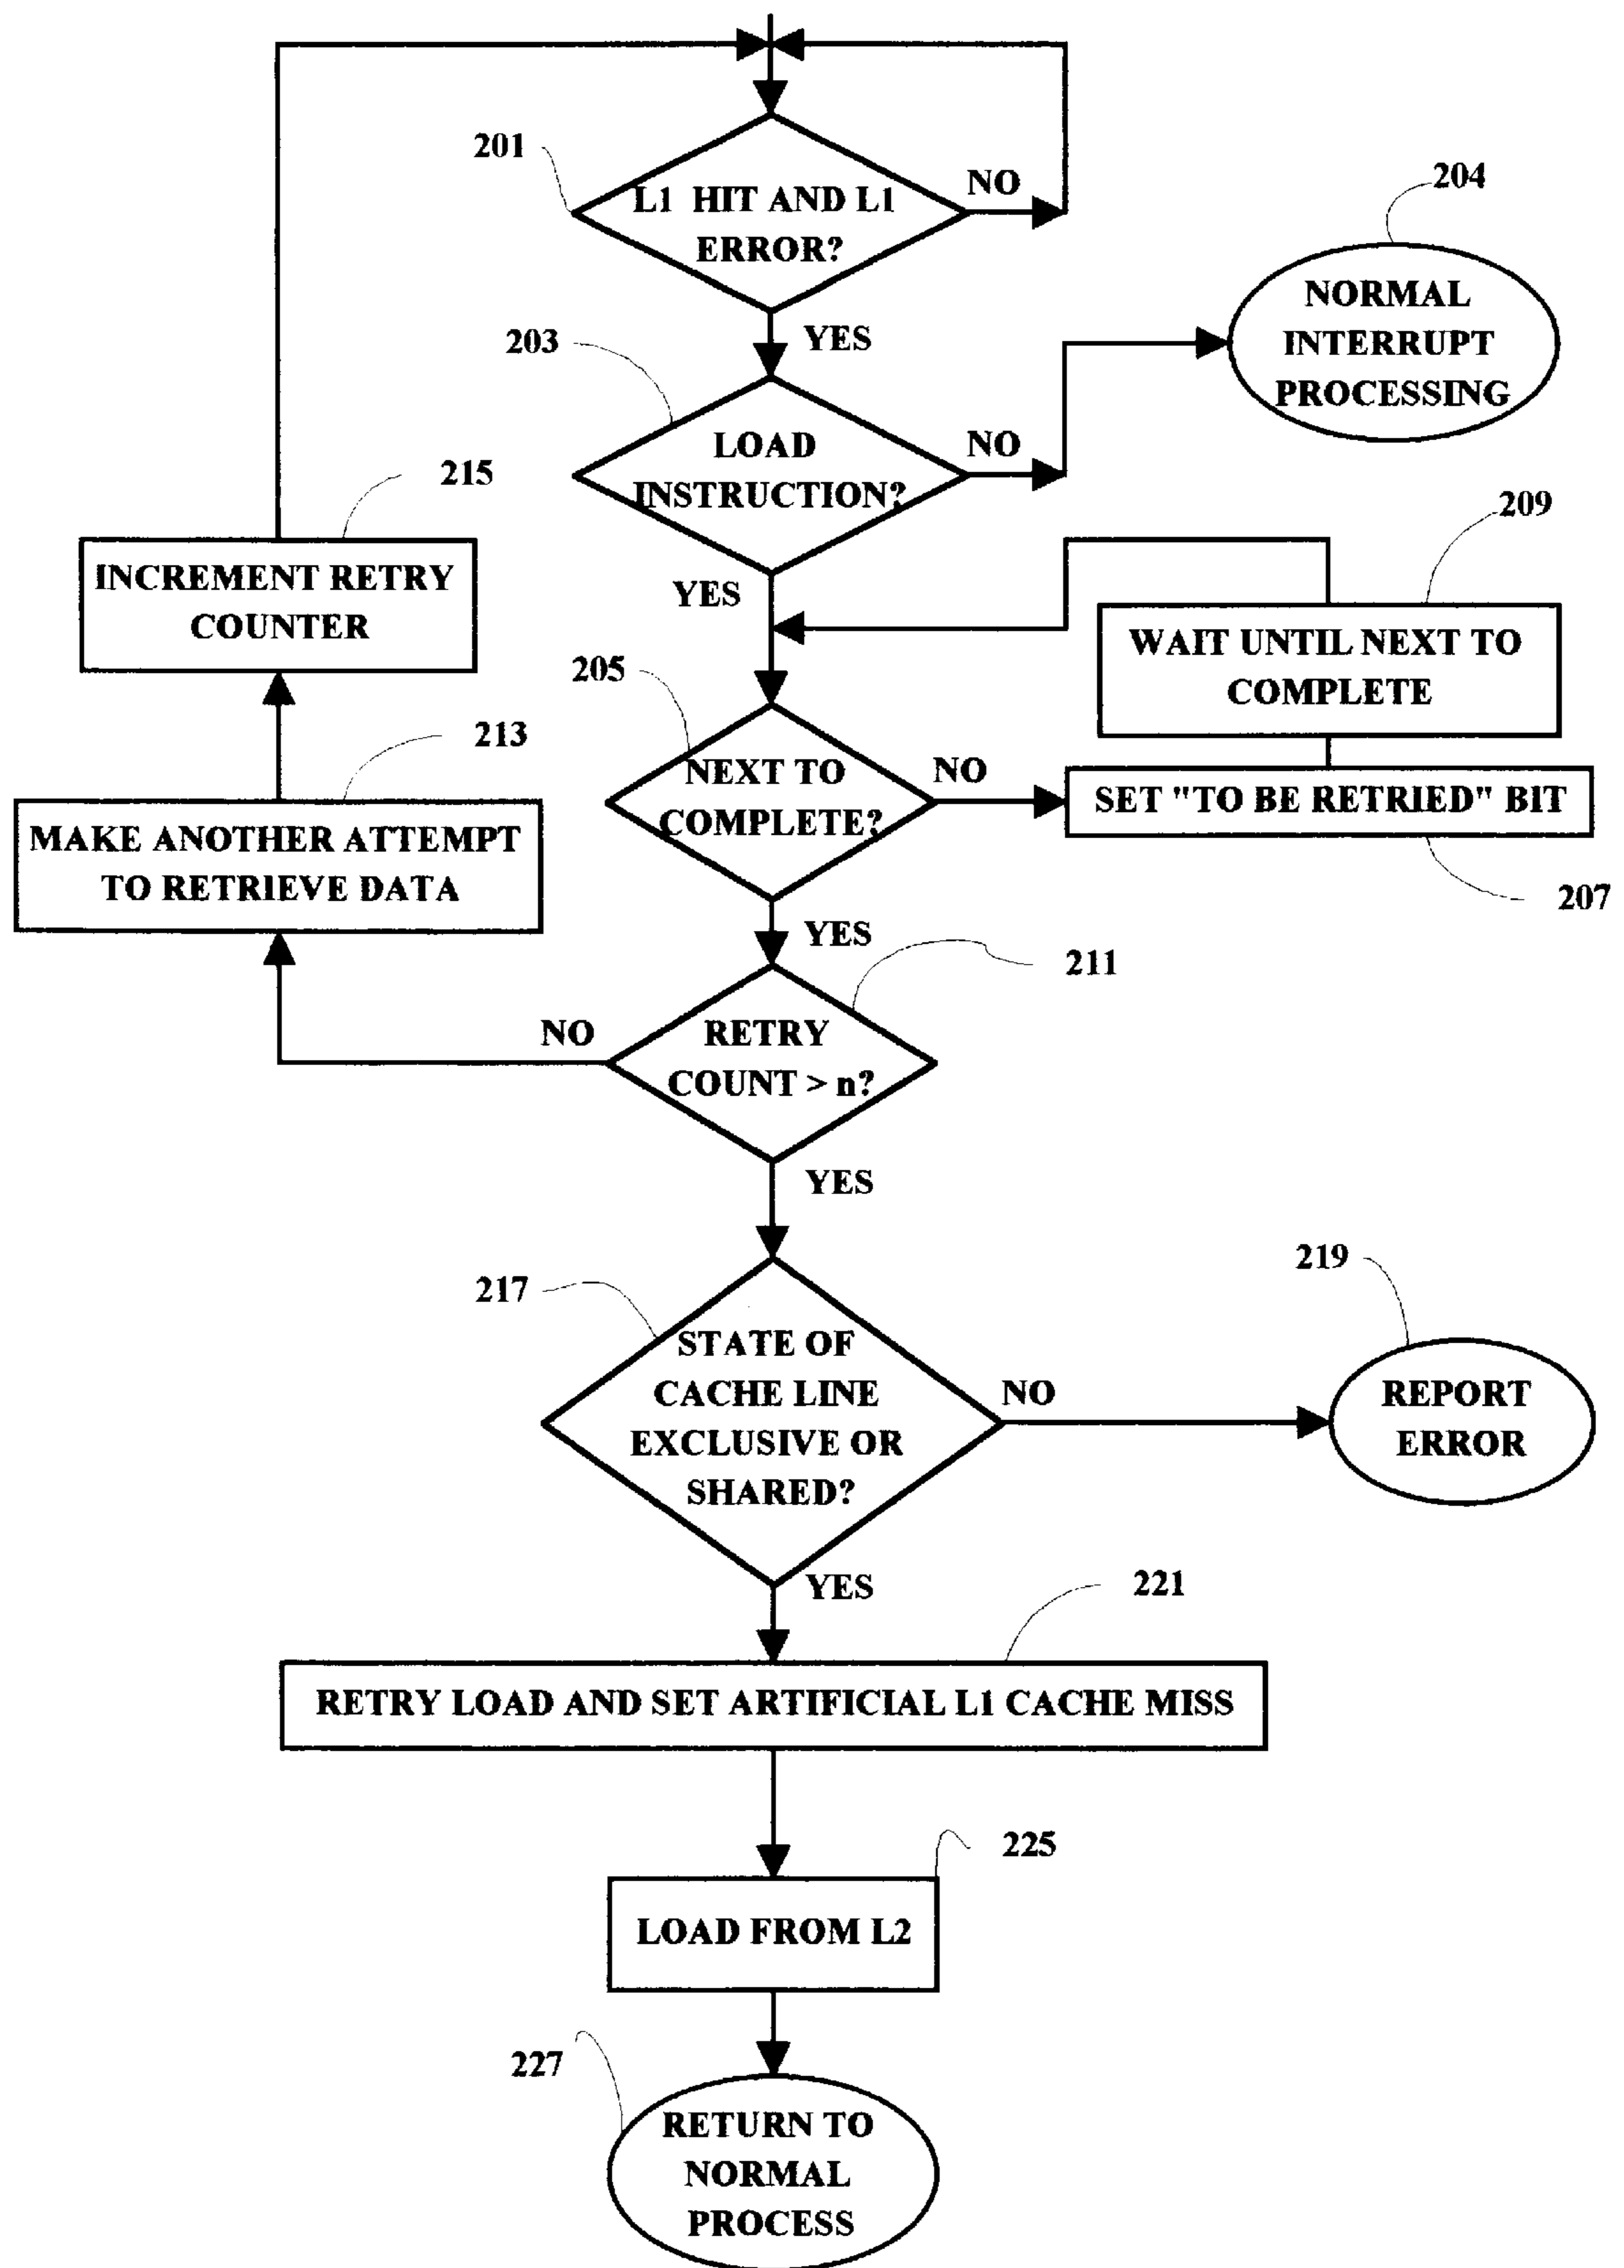 201
L1 HIT AND L1
ERROR?
NO
204
NORMAL
INTERRUPT
PROCESSING
YES
203
LOAD
INSTRUCTION?
NO
215
INCREMENT RETRY
COUNTER
YES
209
WAIT UNTIL NEXT TO
COMPLETE
205
NEXT TO
COMPLETE?
NO
SET "TO BE RETRIED" BIT
207
213
MAKE ANOTHER ATTEMPT
TO RETRIEVE DATA
YES
211
RETRY
COUNT > n?
NO
YES
217
STATE OF
CACHE LINE
EXCLUSIVE OR
SHARED?
NO
219
REPORT
ERROR
YES
221
RETRY LOAD AND SET ARTIFICIAL L1 CACHE MISS
225
LOAD FROM L2
227
RETURN TO
NORMAL
PROCESS